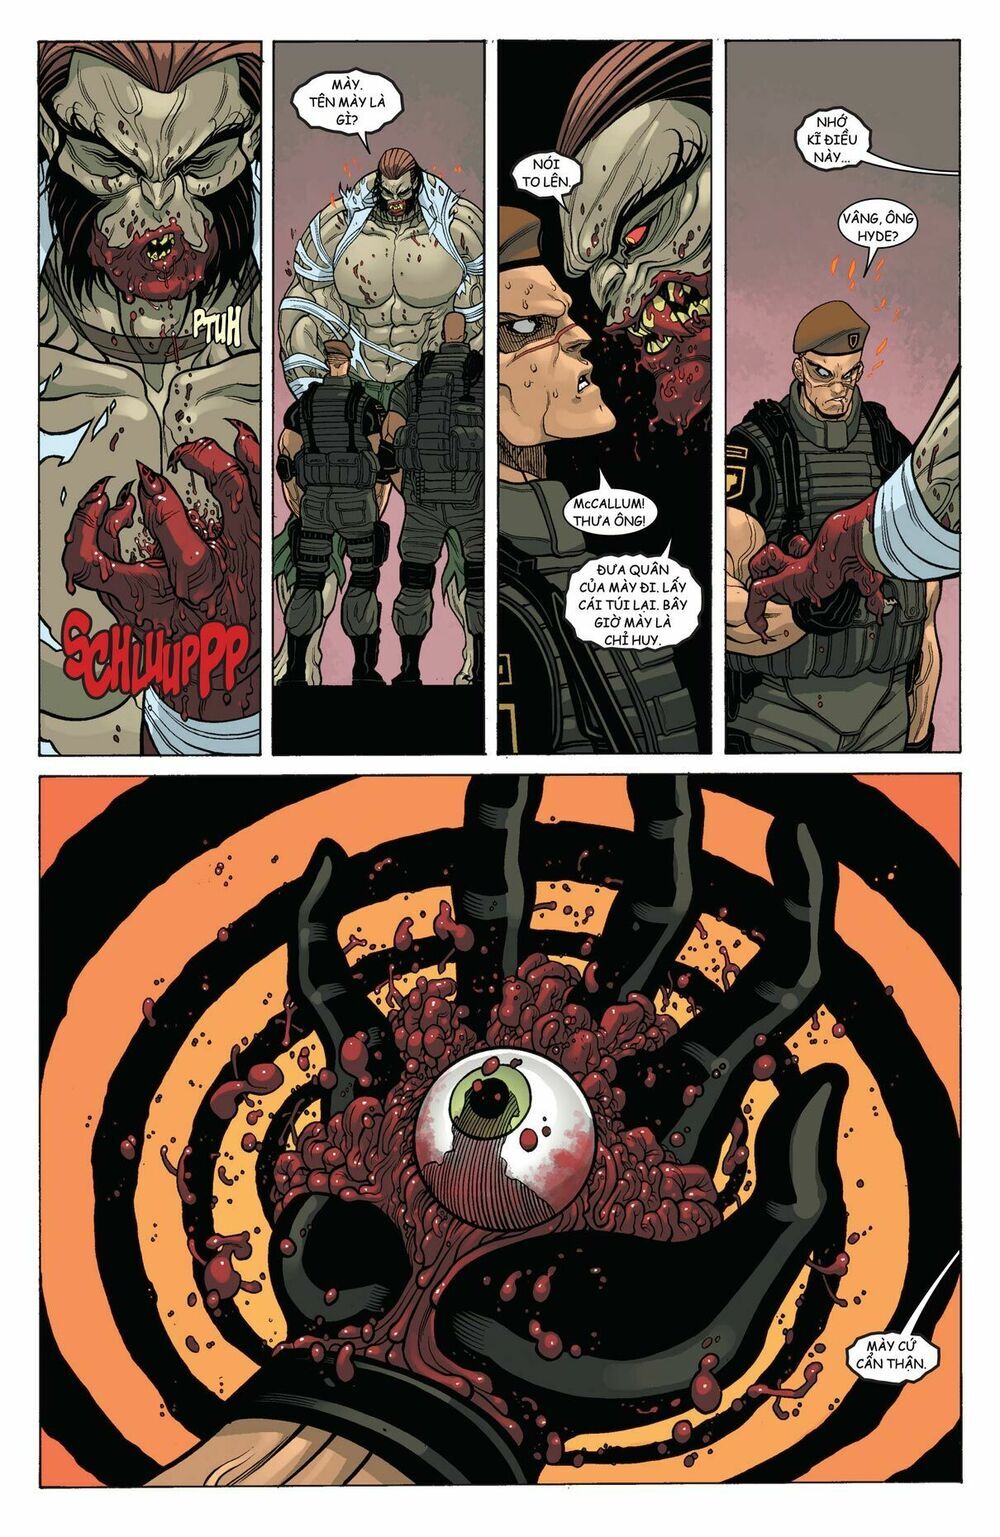 PTUH
SCHLUUPPP
MÀY.
TÊN MÀY LÀ
GÌ?
NÓI
TO LÊN.
McCALLUM!
THƯA ÔNG!
ĐƯA QUÂN
CỦA MÀY ĐI. LẤY
CÁI TÚI LẠI. BÂY
GIỜ MÀY LÀ
CHỈ HUY.
NHỚ
KĨ ĐIỀU
NÀY...
VÂNG, ÔNG
HYDE?
MÀY CỨ
CẨN THẬN.